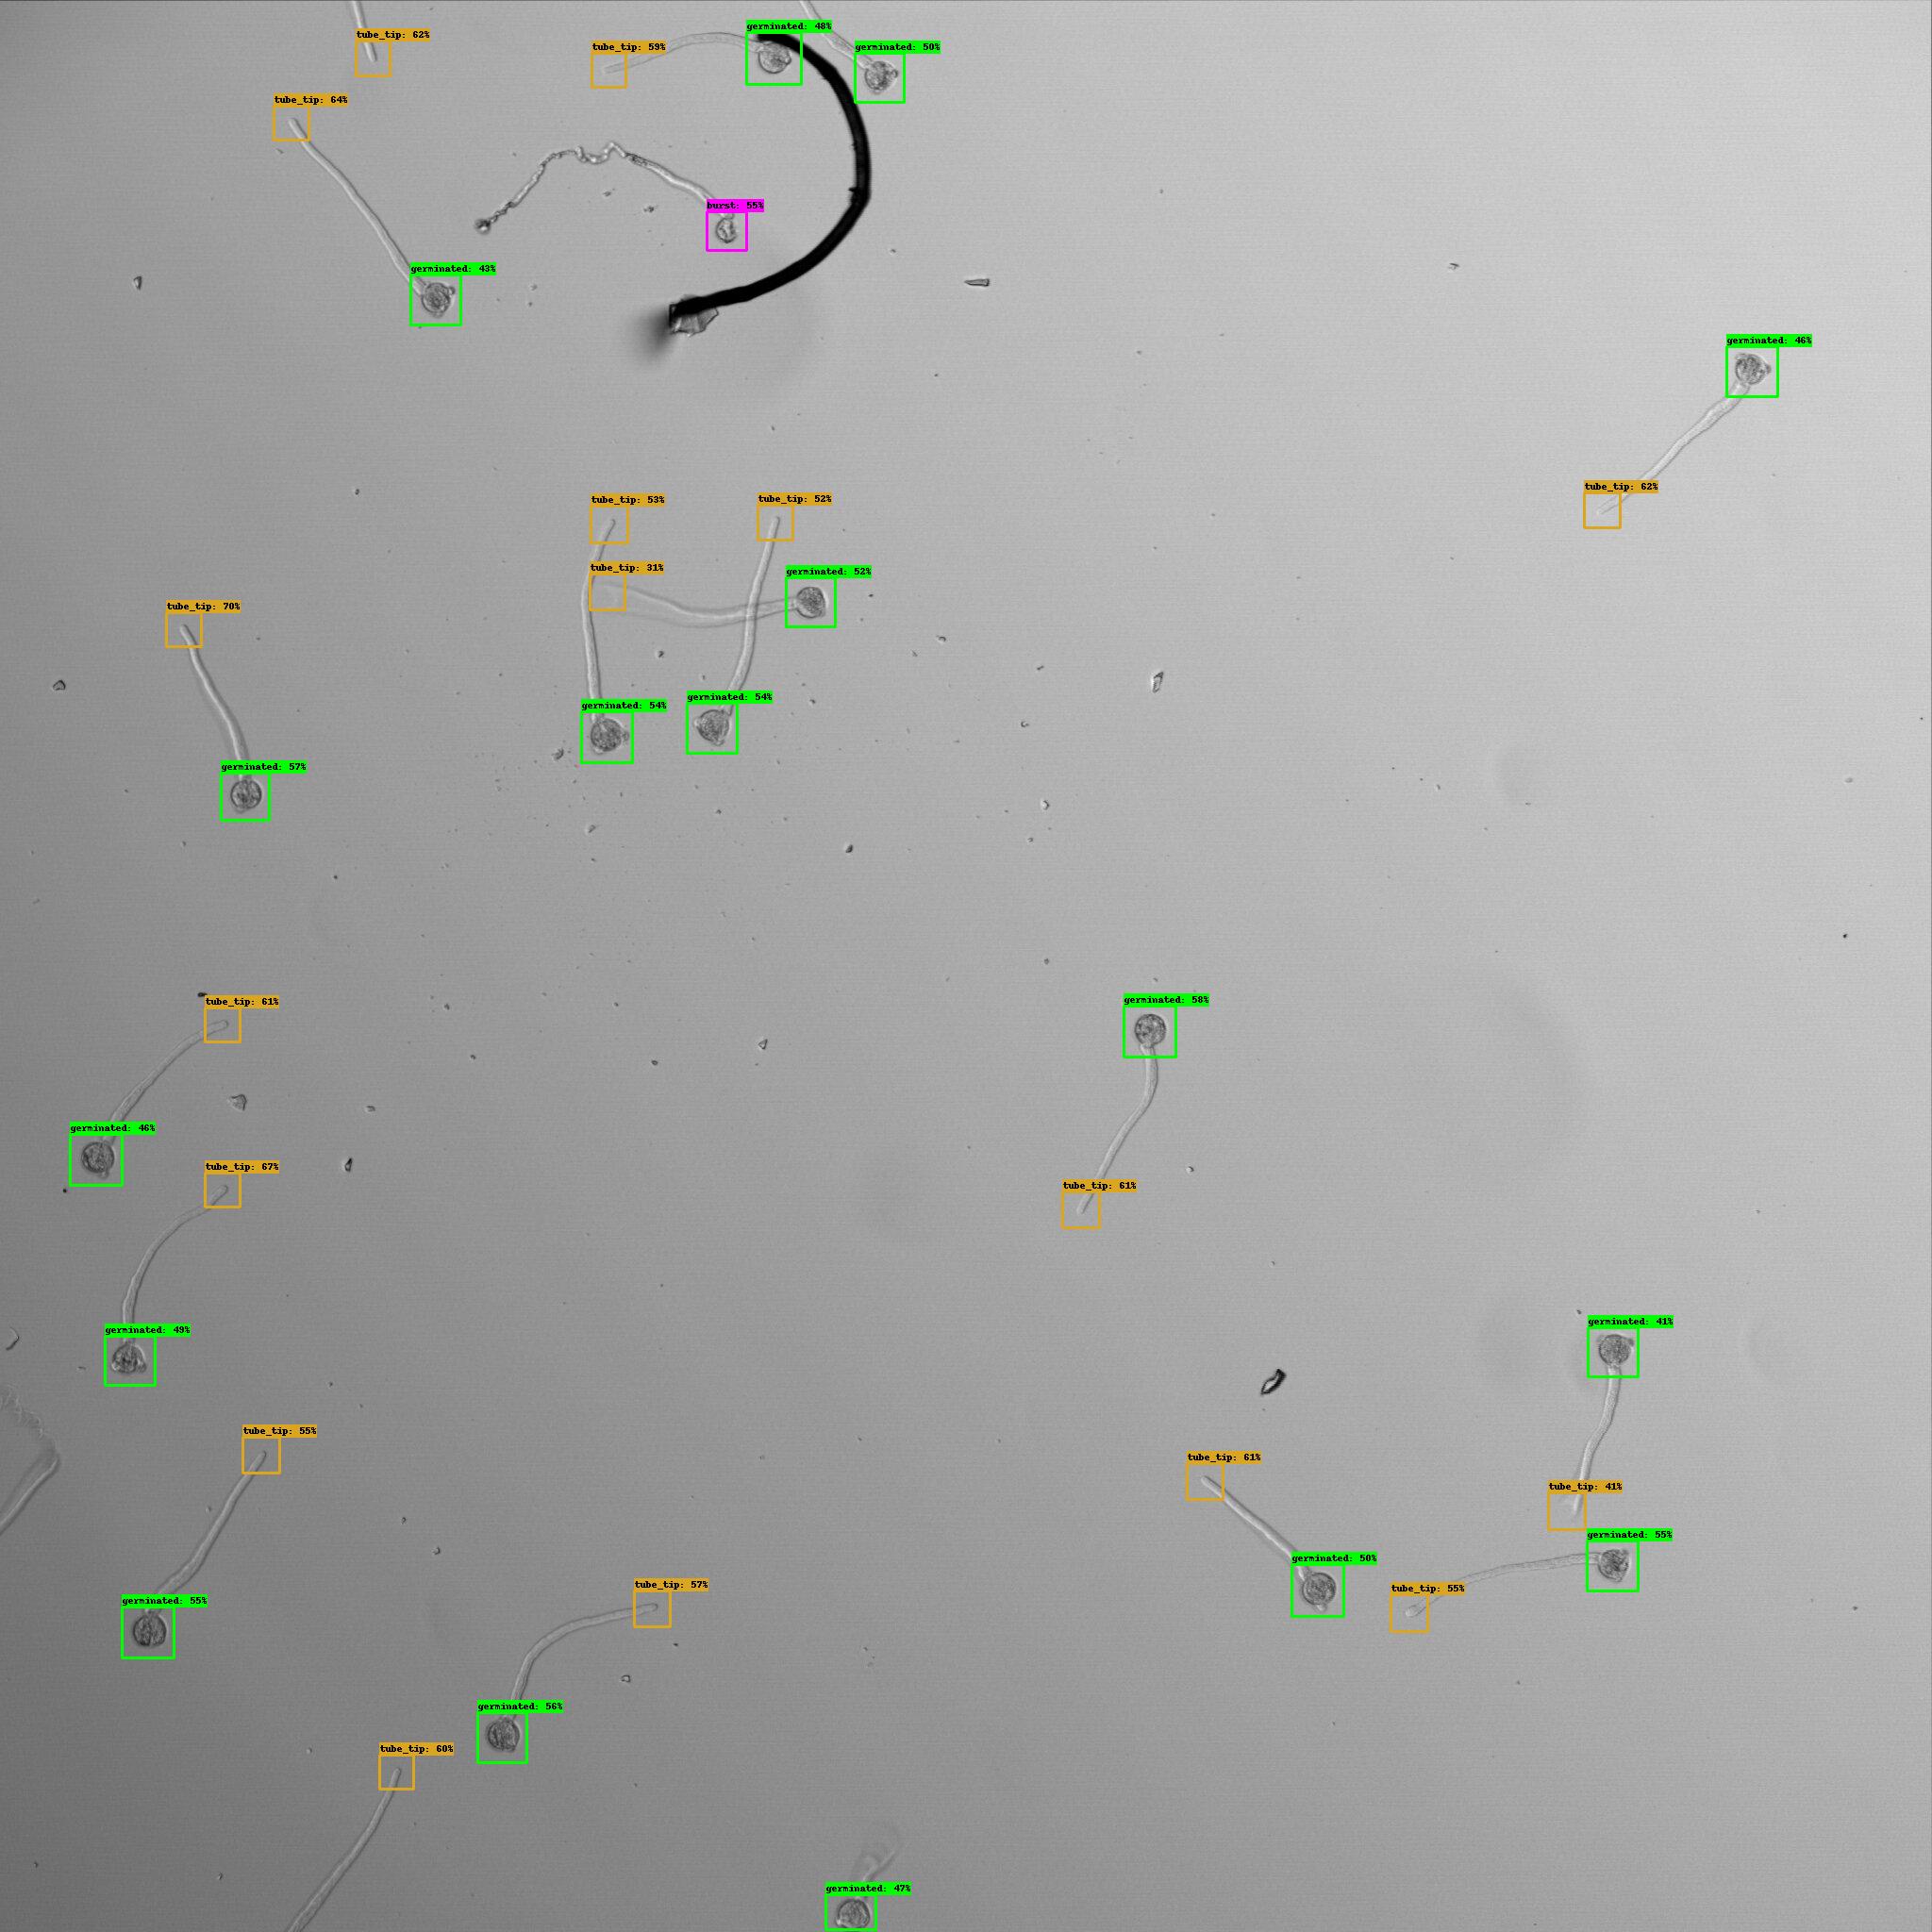 germinated: 48%
tube_tip: 62%
tube_tip: 59%
germinated: 50%
tube_tip: 64%
burst: 55%
germinated: 43%
germinated: 46%
tube_tip: 62%
tube_tip: 53%
tube_tip: 52%
tube_tip: 31%
germinated: 52%
tube_tip: 70%
germinated: 54%
germinated: 54%
germinated: 57%
tube_tip: 61%
germinated: 58%
germinated: 46%
tube_tip: 67%
tube_tip: 61%
germinated: 49%
germinated: 41%
tube_tip: 55%
tube_tip: 61%
tube_tip: 41%
germinated: 55%
germinated: 50%
tube_tip: 57%
tube_tip: 55%
germinated: 55%
germinated: 56%
tube_tip: 60%
germinated: 47%